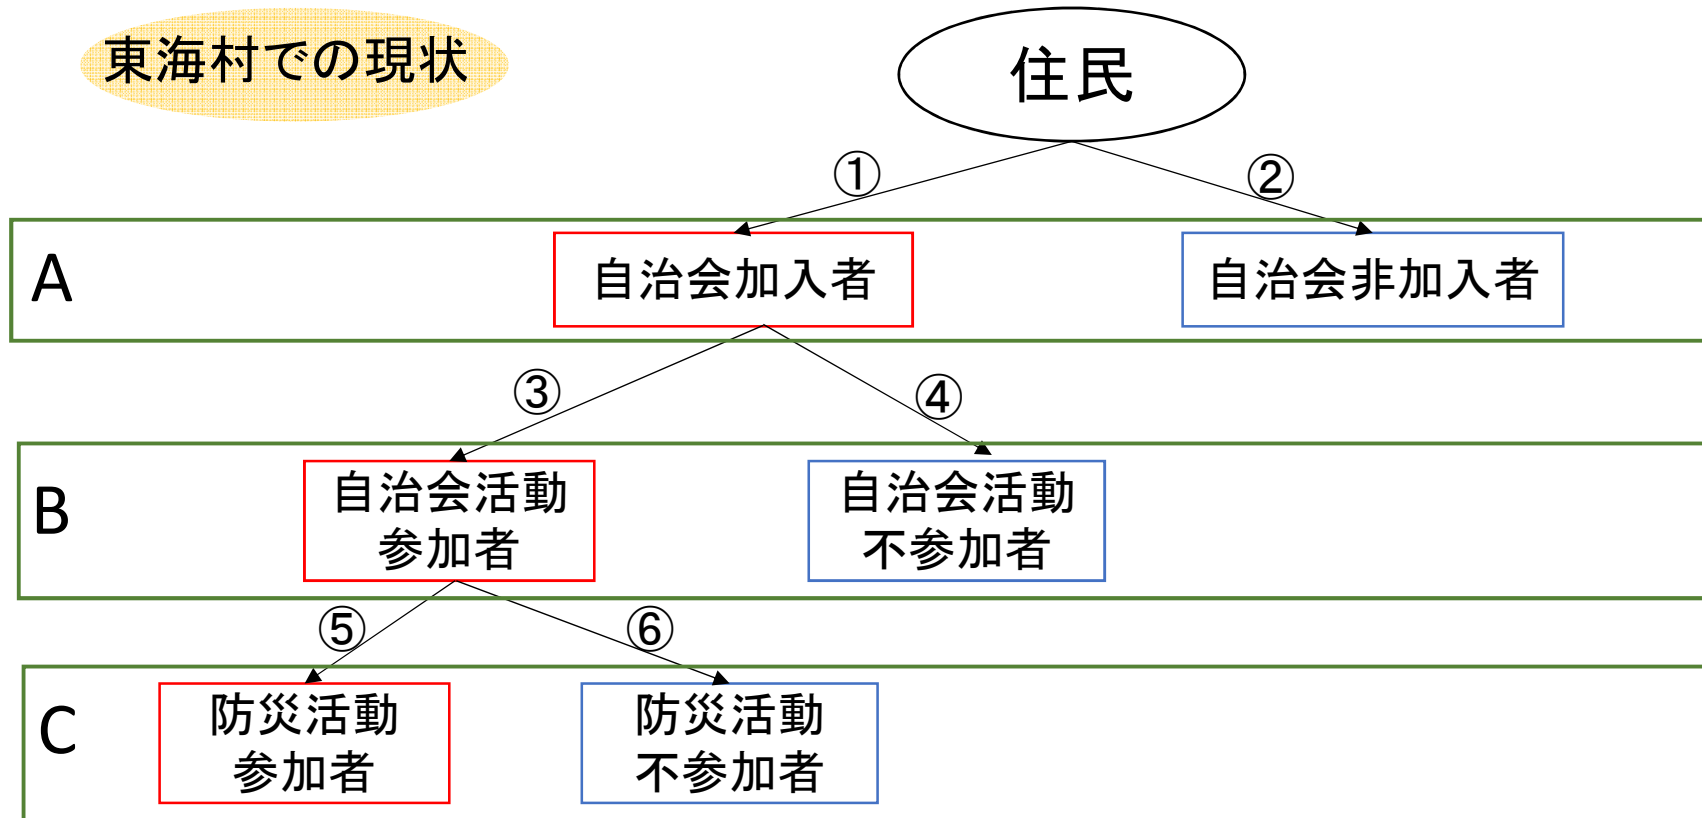 東海村での現状
住民
①
②
A
自治会加入者
自治会非加入者
③
④
B
自治会活動
参加者
自治会活動
不参加者
⑤
⑥
C
防災活動
参加者
防災活動
不参加者